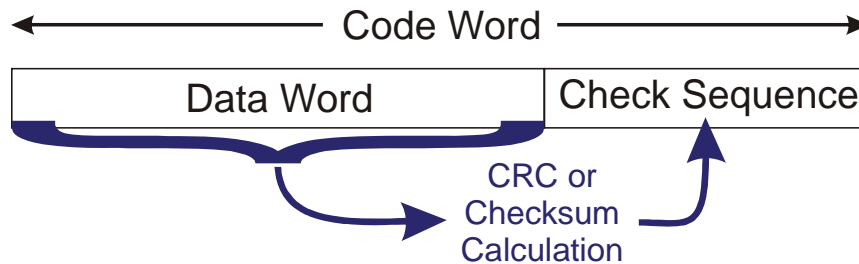 Code Word
Data Word
Check Sequence
CRC or
Checksum
Calculation